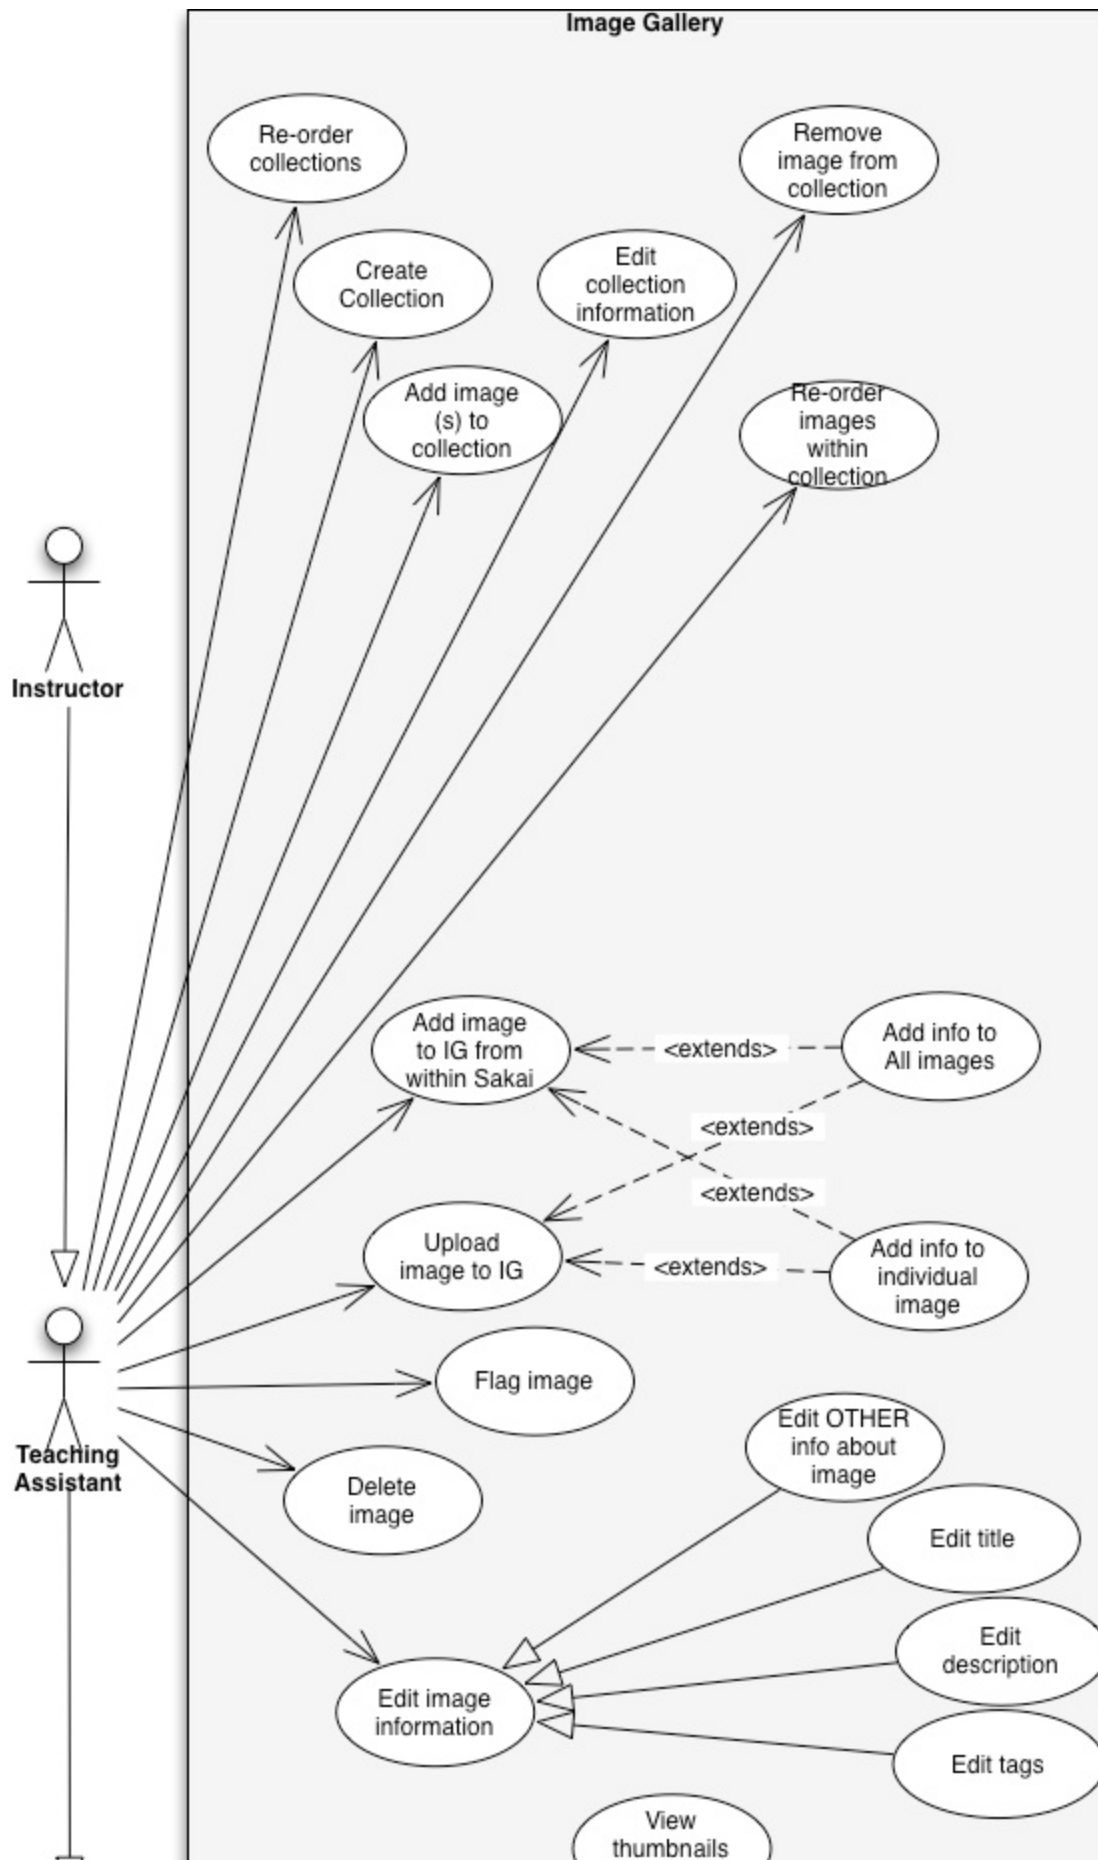 Image Gallery
Re-order
collections
Remove
image from
collection
Create
Collection
Edit
collection
information
Add image
(s) to
collection
Re-order
images
within
collection
Instructor
Add image
to IG from
within Sakai
<extends>
Add info to
All images
<extends>
<extends>
Upload
image to IG
<extends>
Add info to
individual
image
Flag image
Teaching
Assistant
Delete
image
Edit OTHER
info about
image
Edit title
Edit
description
Edit image
information
Edit tags
View
thumbnails